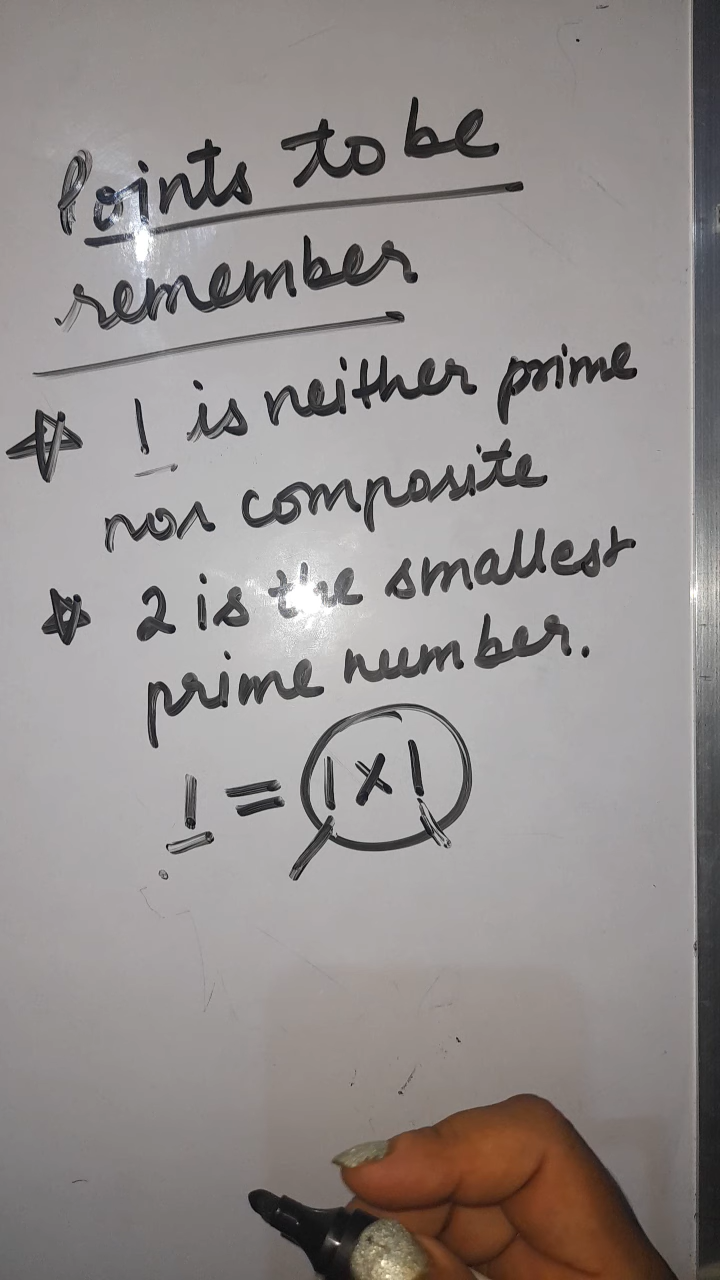 Points to be
remember
☆ 1 is neither prime
nor composite
☆ 2 is the smallest
prime number.
1 = 1 x 1